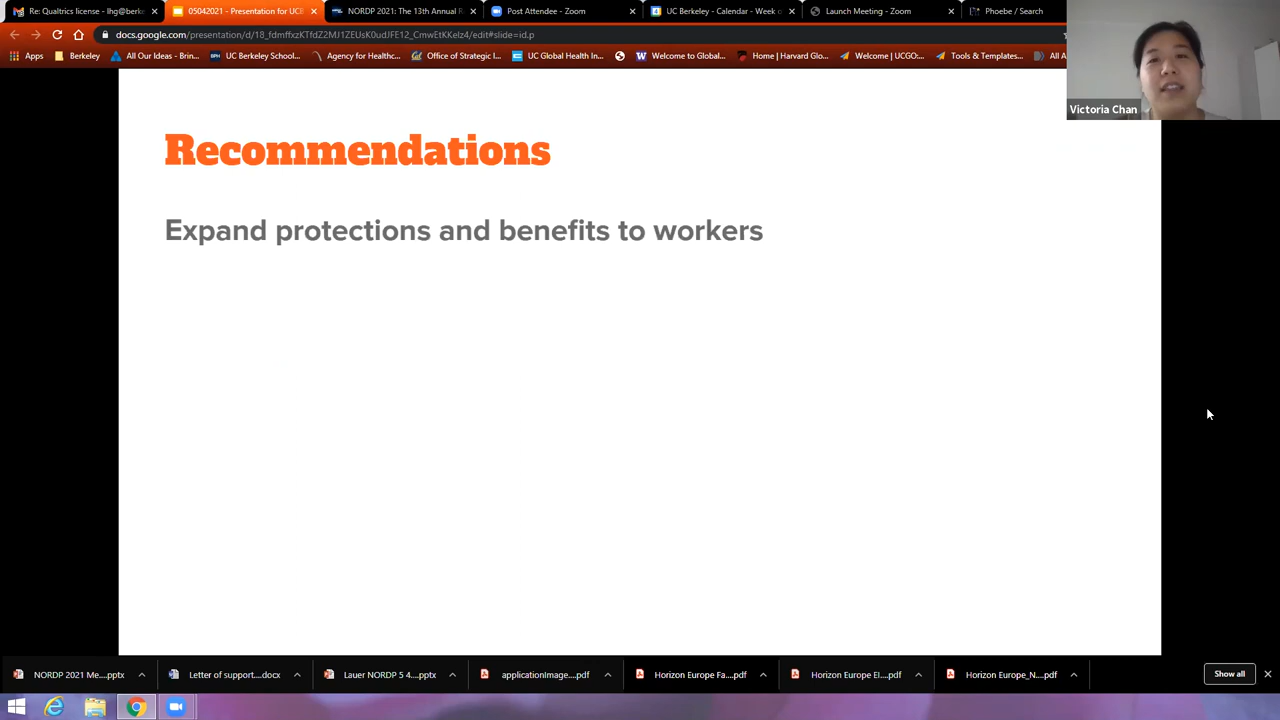 Re: Qualtrics license - lhg@berke
05042021 - Presentation for UCB
NORDP 2021: The 13th Annual R
Post Attendee - Zoom
UC Berkeley - Calendar - Week o
Launch Meeting - Zoom
Phoebe / Search
docs.google.com/presentation/d/18_fdmffxzKTfdZ2MJ1ZEUsK0udJFE12_CmwEtKKelz4/edit#slide=id.p
Apps
Berkeley
All Our Ideas - Brin...
UC Berkeley School...
Agency for Healthc...
Office of Strategic I...
UC Global Health In...
Welcome to Global...
Home | Harvard Glo...
Welcome | UCGO:...
Tools & Templates...
All A
Victoria Chan
Recommendations
Expand protections and benefits to workers
NORDP 2021 Me....pptx
Letter of support....docx
Lauer NORDP 5 4....pptx
applicationImage....pdf
Horizon Europe Fa....pdf
Horizon Europe EI....pdf
Horizon Europe_N....pdf
Show all